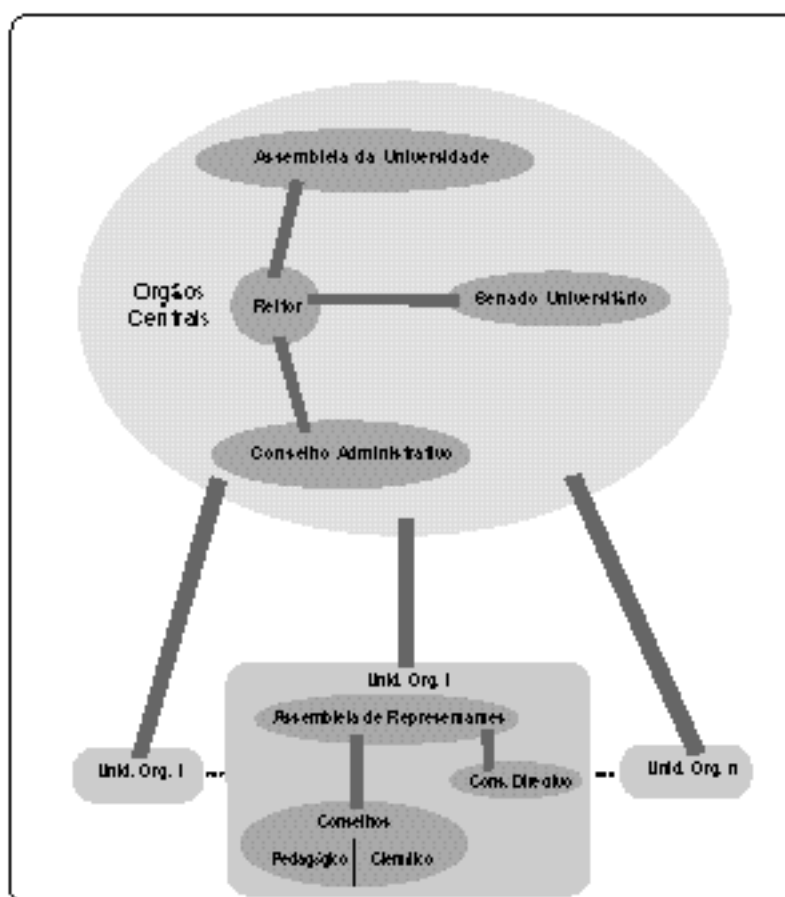 Assembleia da Universidade
Orgãos
Centrais
Reitor
Senado Universitário
Conselho Administrativo
Unid. Org. i
Assembleia de Representantes
Unid. Org. 1
...
Cons. Directivo
...
Unid. Org. n
Conselhos
Pedagógico
Científico